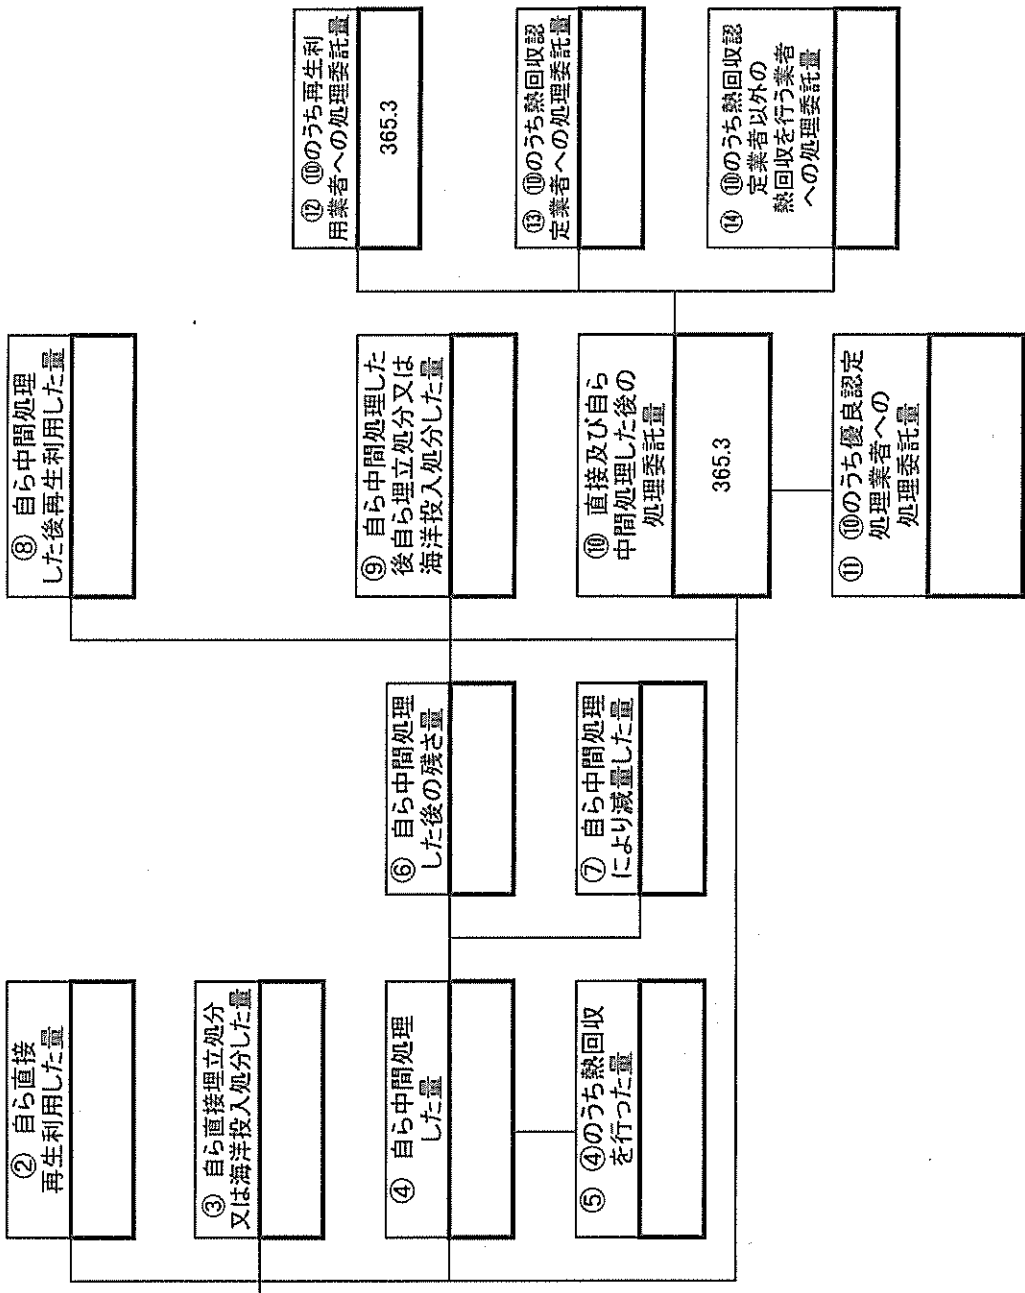 ② 自ら直接
再生利用した量
③ 自ら直接埋立処分
又は海洋投入処分した量
④ 自ら中間処理
した量
⑤ ④のうち熱回収
を行った量
⑥ 自ら中間処理
した後の残さ量
⑦ 自ら中間処理
により減量した量
⑧ 自ら中間処理
した後再生利用した量
⑨ 自ら中間処理した
後自ら埋立処分又は
海洋投入処分した量
⑩ 直接及び自ら
中間処理した後の
処理委託量
365.3
⑪ ⑩のうち優良認定
処理業者への
処理委託量
⑫ ⑩のうち再生利
用業者への処理委託量
365.3
⑬ ⑩のうち熱回収認
定業者への処理委託量
⑭ ⑩のうち熱回収認
定業者以外の
熱回収を行う業者
への処理委託量